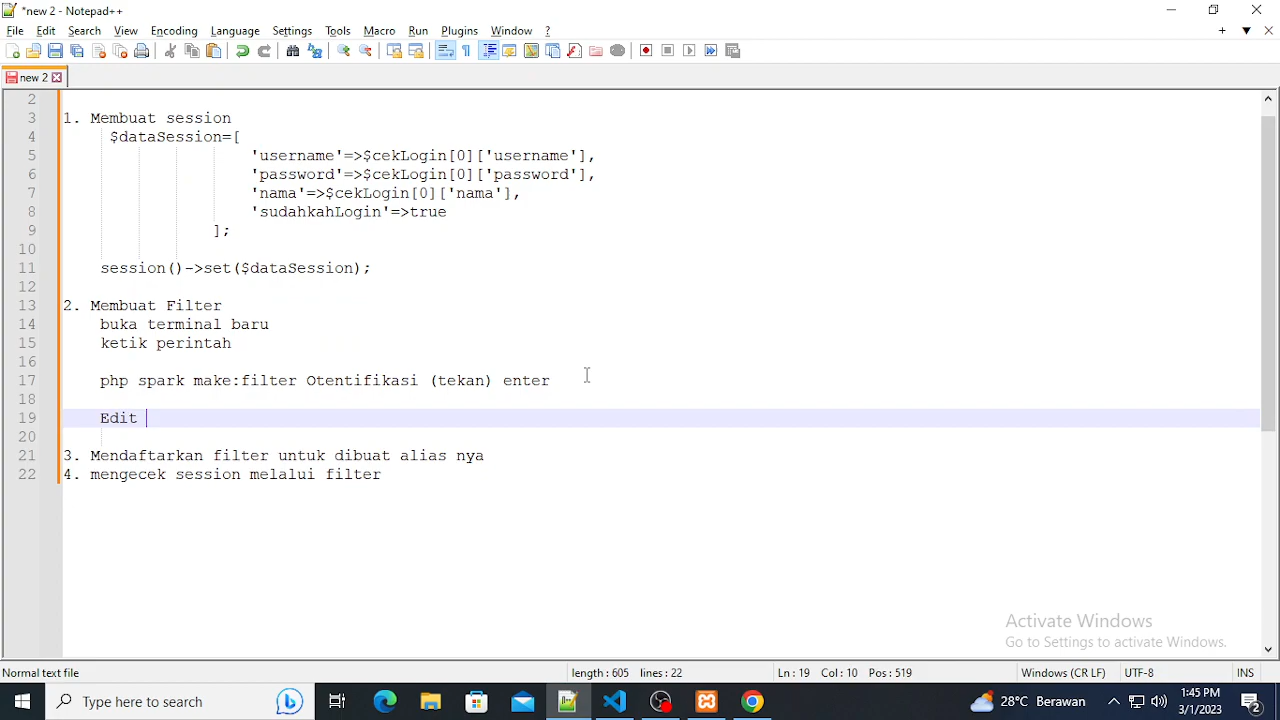 *new 2 - Notepad++
File Edit Search View Encoding Language Settings Tools Macro Run Plugins Window ?
new 2
2
3 1. Membuat session
4 $dataSession=[
5 'username'=>$cekLogin[0]['username'],
6 'password'=>$cekLogin[0]['password'],
7 'nama'=>$cekLogin[0]['nama'],
8 'sudahkahLogin'=>true
9 ];
10
11 session()->set($dataSession);
12
13 2. Membuat Filter
14 buka terminal baru
15 ketik perintah
16
17 php spark make:filter Otentifikasi (tekan) enter
18
19 Edit
20
21 3. Mendaftarkan filter untuk dibuat alias nya
22 4. mengecek session melalui filter
Activate Windows
Go to Settings to activate Windows.
Normal text file length : 605 lines : 22 Ln : 19 Col : 10 Pos : 519 Windows (CR LF) UTF-8 INS
Type here to search 28°C Berawan 1:45 PM
3/1/2023 2